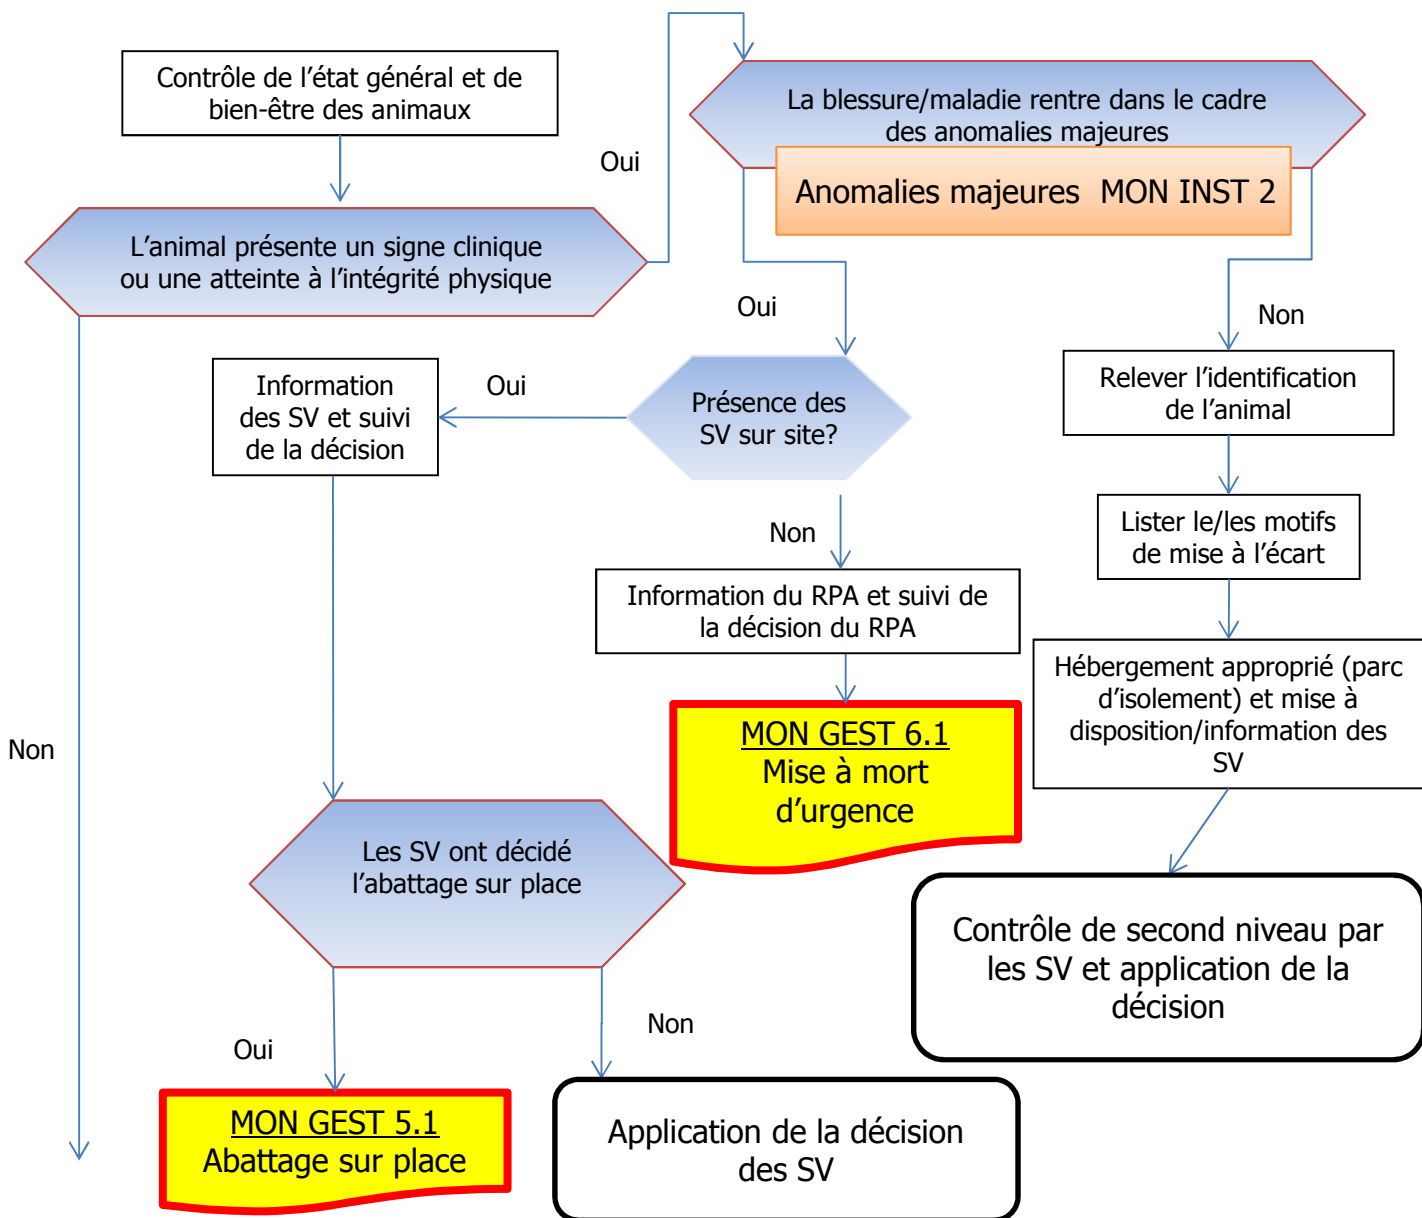 Contrôle de l’état général et de
bien-être des animaux
La blessure/maladie rentre dans le cadre
des anomalies majeures
Oui
Anomalies majeures MON INST 2
L’animal présente un signe clinique
ou une atteinte à l’intégrité physique
Oui
Non
Information
des SV et suivi
de la décision
Oui
Présence des
SV sur site?
Relever l’identification
de l’animal
Non
Lister le/les motifs
de mise à l’écart
Information du RPA et suivi de
la décision du RPA
Hébergement approprié (parc
d’isolement) et mise à
disposition/information des
SV
Non
MON GEST 6.1
Mise à mort
d’urgence
Les SV ont décidé
l’abattage sur place
Contrôle de second niveau par
les SV et application de la
décision
Oui
Non
MON GEST 5.1
Abattage sur place
Application de la décision
des SV